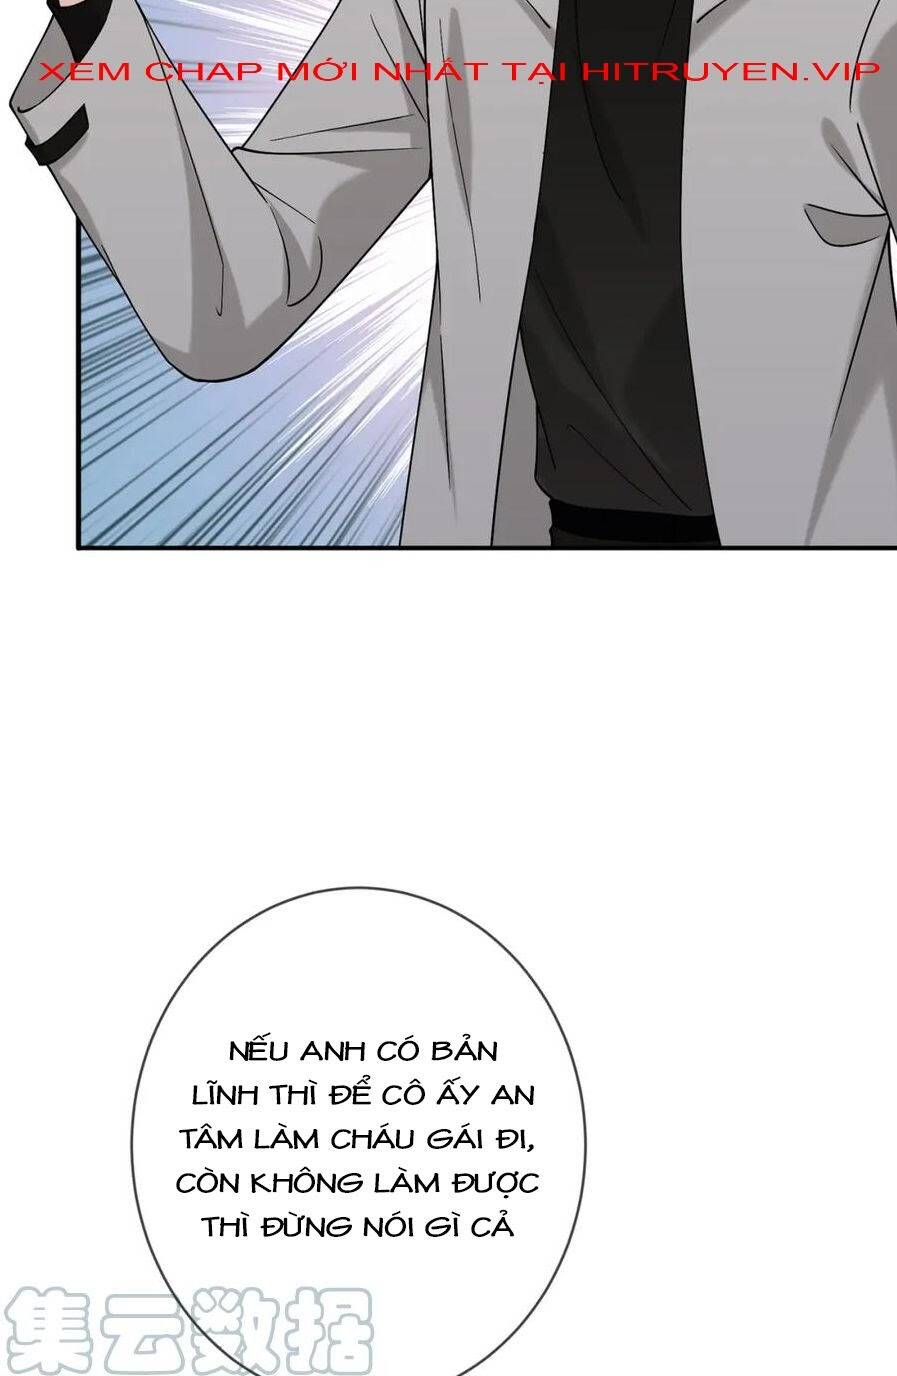 XEM CHAP MỚI NHẤT TẠI HITRUYEN.VIP
NẾU ANH CÓ BẢN
LĨNH THÌ ĐỂ CÔ ẤY AN
TÂM LÀM CHÁU GÁI ĐI,
CÒN KHÔNG LÀM ĐƯỢC
THÌ ĐỪNG NÓI GÌ CẢ
集云数据